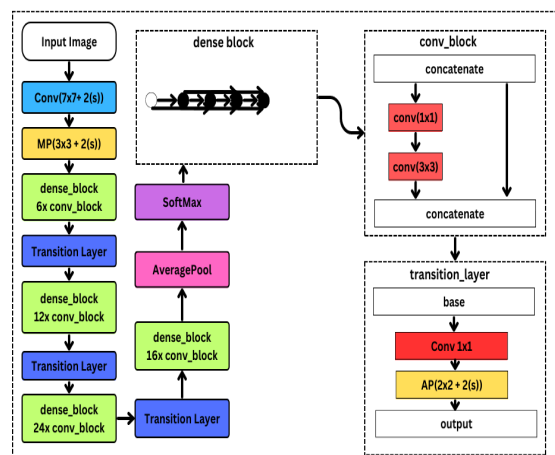 Input Image
Conv(7x7+ 2(s))
MP(3x3 + 2(s))
dense_block
6x conv_block
Transition Layer
dense_block
12x conv_block
Transition Layer
dense_block
24x conv_block
Transition Layer
dense_block
16x conv_block
AveragePool
SoftMax
dense block
conv_block
concatenate
conv(1x1)
conv(3x3)
concatenate
transition_layer
base
Conv 1x1
AP(2x2 + 2(s))
output